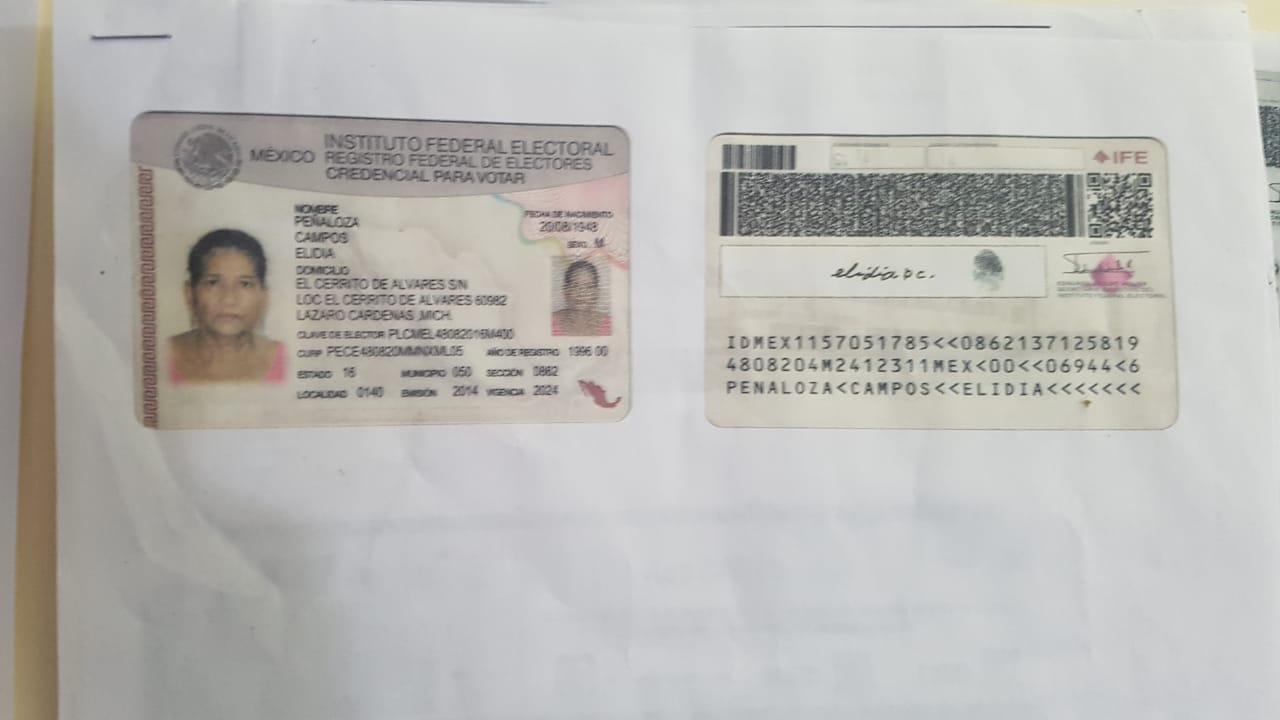 MÉXICO
INSTITUTO FEDERAL ELECTORAL
REGISTRO FEDERAL DE ELECTORES
CREDENCIAL PARA VOTAR
NOMBRE
PEÑALOZA
CAMPOS
ELIDIA
FECHA DE NACIMIENTO
20/08/1948
SEXO M
DOMICILIO
EL CERRITO DE ALVARES S/N
LOC EL CERRITO DE ALVARES 60982
LAZARO CARDENAS ,MICH.
CLAVE DE ELECTOR PLCMEL48082016M400
CURP PECE480820MMNXML05 AÑO DE REGISTRO 1996 00
ESTADO 16 MUNICIPIO 050 SECCIÓN 0862
LOCALIDAD 0140 EMISIÓN 2014 VIGENCIA 2024
IFE
elidia p c.
INSTITUTO FEDERAL ELECTORAL
IDMEX1157051785<<0862137125819
4808204M2412311MEX<00<<06944<6
PENALOZA<CAMPOS<<ELIDIA<<<<<<<